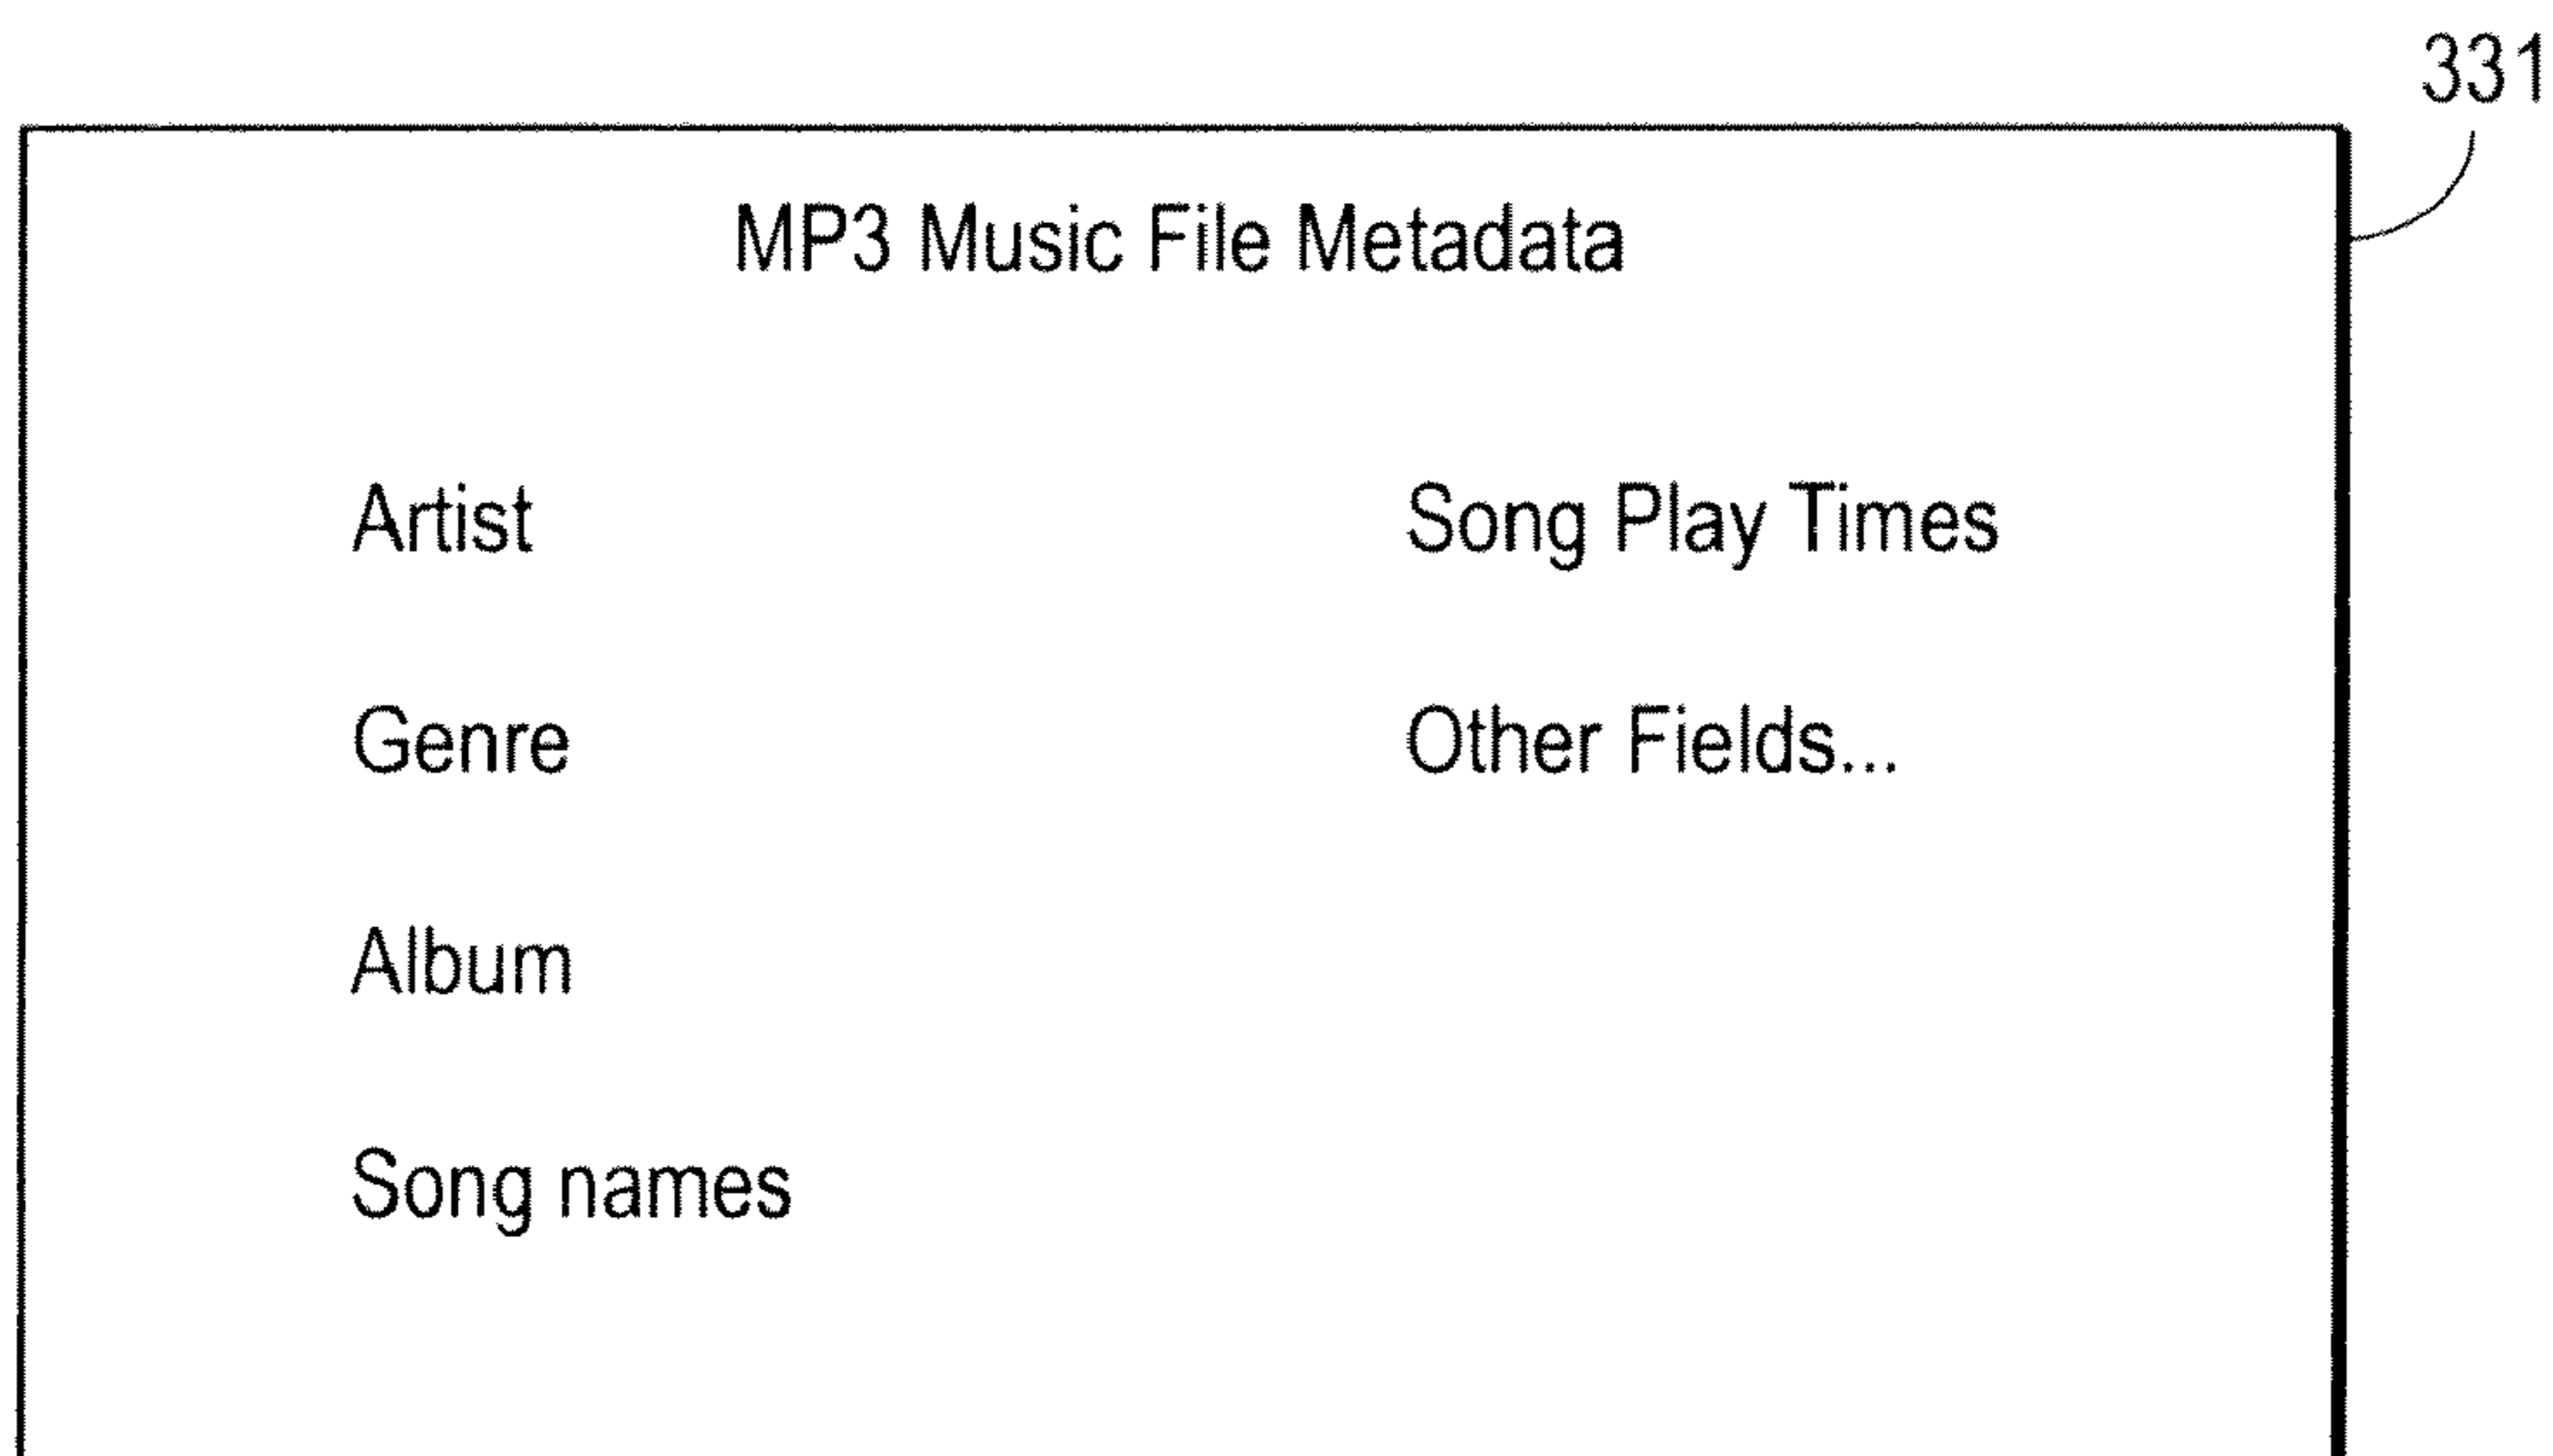 331
MP3 Music File Metadata
Artist
Song Play Times
Genre
Other Fields...
Album
Song names